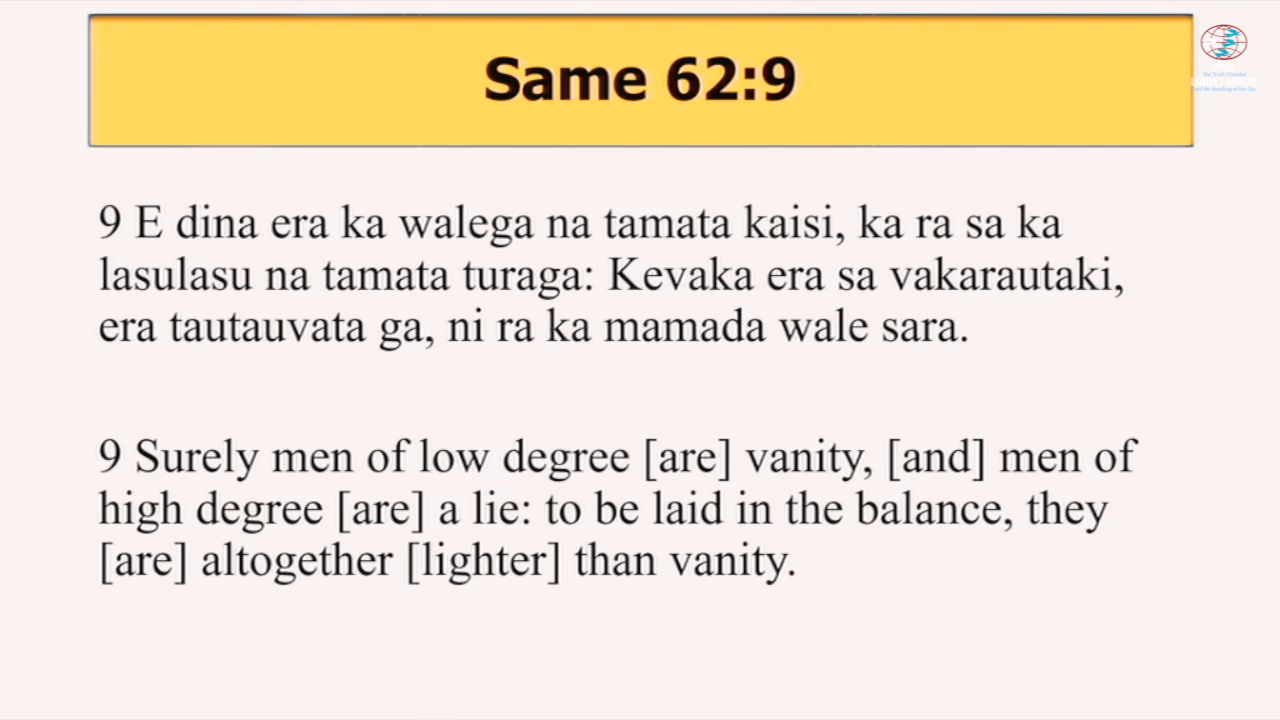 Same 62:9
9 E dina era ka walega na tamata kaisi, ka ra sa ka
lasulasu na tamata turaga: Kevaka era sa vakarautaki,
era tautauvata ga, ni ra ka mamada wale sara.
9 Surely men of low degree [are] vanity, [and] men of
high degree [are] a lie: to be laid in the balance, they
[are] altogether [lighter] than vanity.